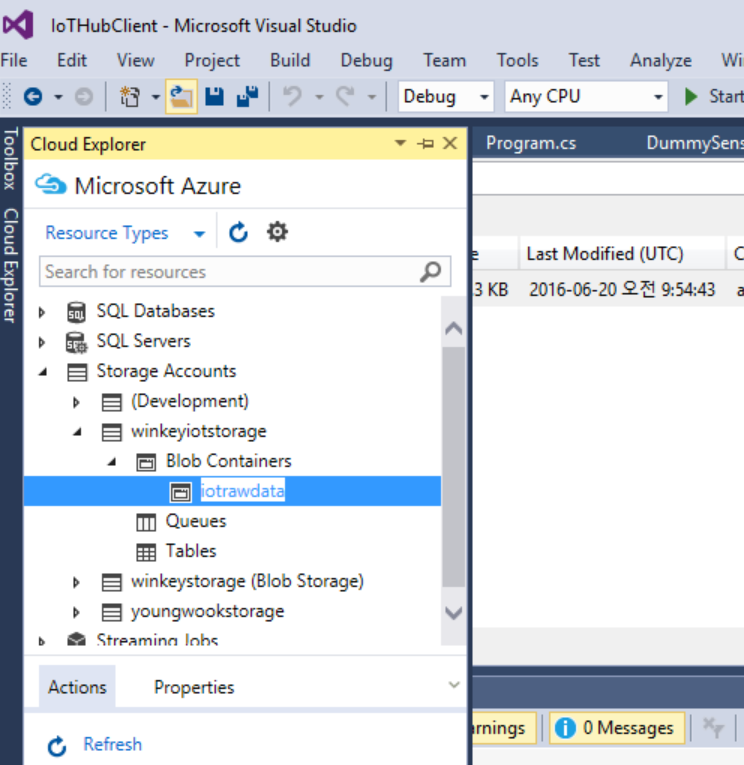 IoTHubClient - Microsoft Visual Studio
File Edit View Project Build Debug Team Tools Test Analyze
Debug Any CPU Start
Toolbox
Cloud Explorer
Cloud Explorer
Program.cs DummySens
Microsoft Azure
Resource Types
Search for resources
Last Modified (UTC)
3 KB 2016-06-20 오전 9:54:43
SQL Databases
SQL Servers
Storage Accounts
(Development)
winkeyiotstorage
Blob Containers
iotrawdata
Queues
Tables
winkeystorage (Blob Storage)
youngwookstorage
Streaming Jobs
Actions Properties
rnings 0 Messages
Refresh